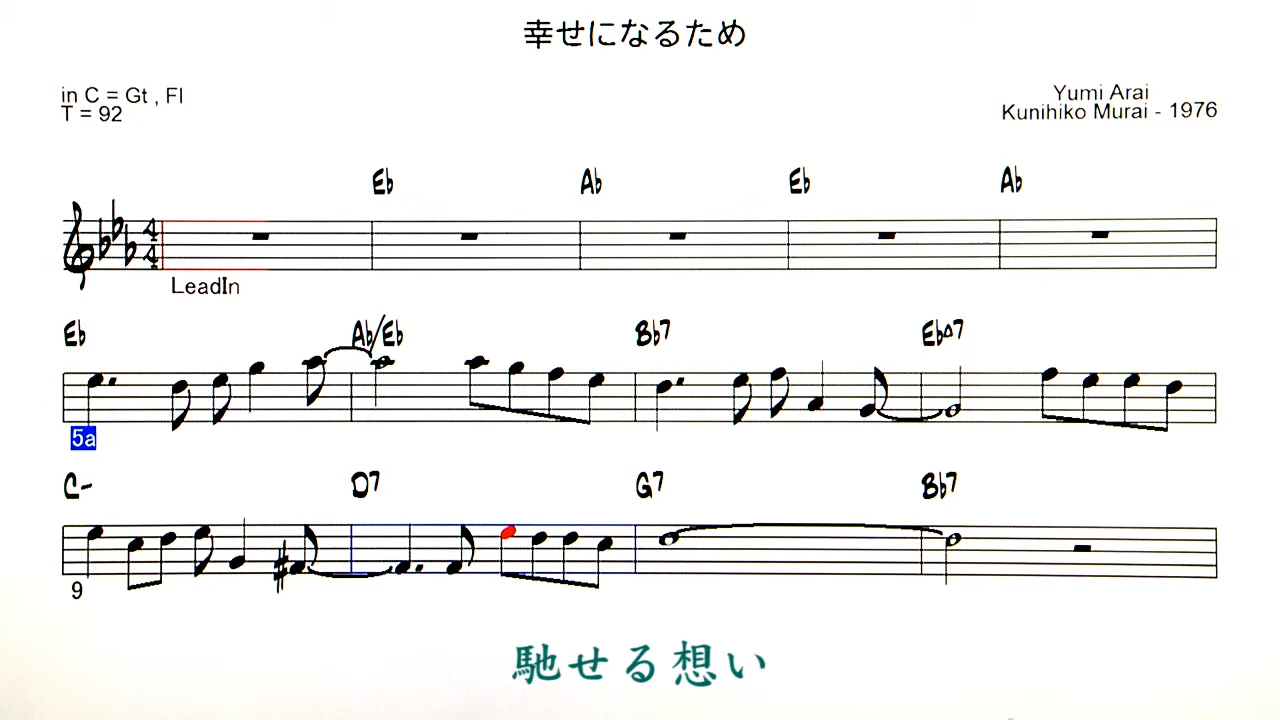 幸せになるため
in C = Gt , Fl
T = 92
Yumi Arai
Kunihiko Murai - 1976
Eb Ab Eb Ab
LeadIn
Eb Ab/Eb Bb7 EbΔ7
5a
C- D7 G7 Bb7
9
馳せる想い